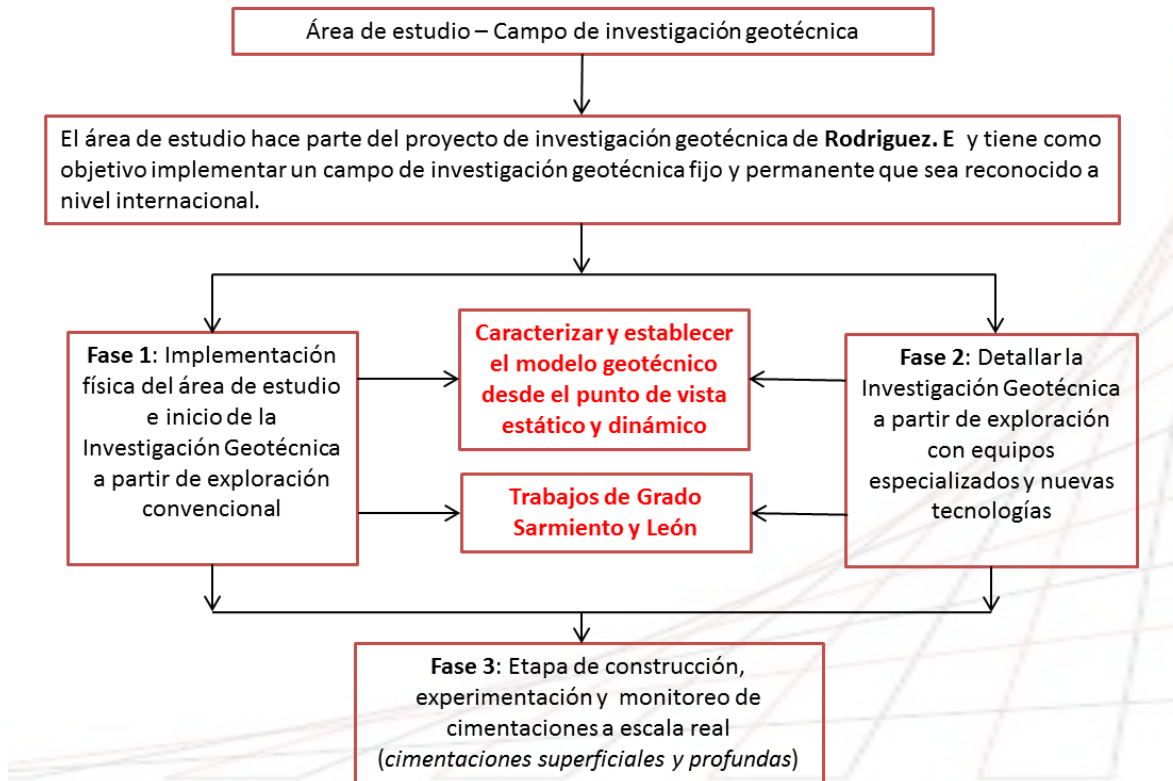 Área de estudio – Campo de investigación geotécnica
El área de estudio hace parte del proyecto de investigación geotécnica de Rodriguez. E y tiene como
objetivo implementar un campo de investigación geotécnica fijo y permanente que sea reconocido a
nivel internacional.
Fase 1: Implementación
física del área de estudio
e inicio de la
Investigación Geotécnica
a partir de exploración
convencional
Caracterizar y establecer
el modelo geotécnico
desde el punto de vista
estático y dinámico
Trabajos de Grado
Sarmiento y León
Fase 2: Detallar la
Investigación Geotécnica
a partir de exploración
con equipos
especializados y nuevas
tecnologías
Fase 3: Etapa de construcción,
experimentación y monitoreo de
cimentaciones a escala real
(cimentaciones superficiales y profundas)